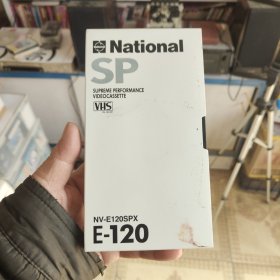 National
SP
SUPREME PERFORMANCE
VIDEOCASSETTE
VHS
NV-E120SPX
E-120